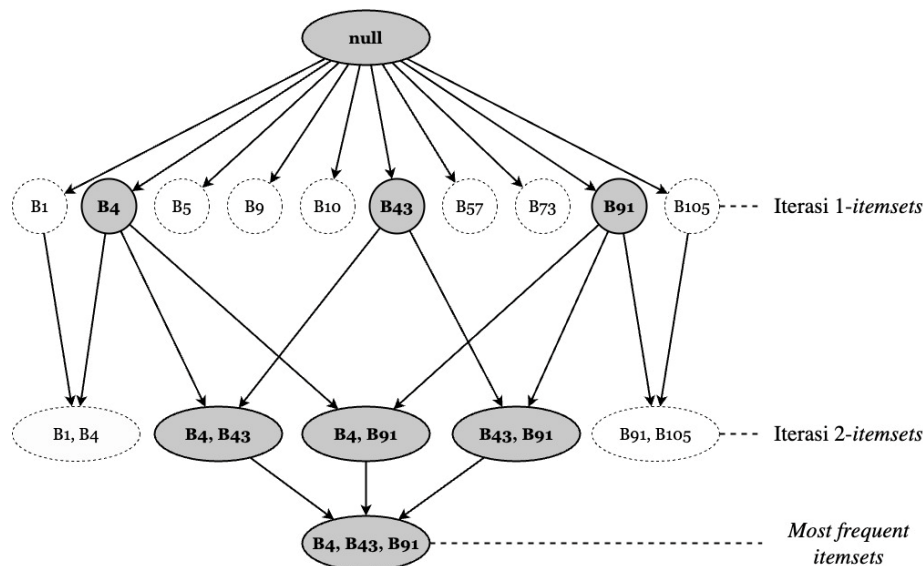 null
B1
B4
B5
B9
B10
B43
B57
B73
B91
B105
Iterasi 1-itemsets
B1, B4
B4, B43
B4, B91
B43, B91
B91, B105
Iterasi 2-itemsets
B4, B43, B91
Most frequent
itemsets